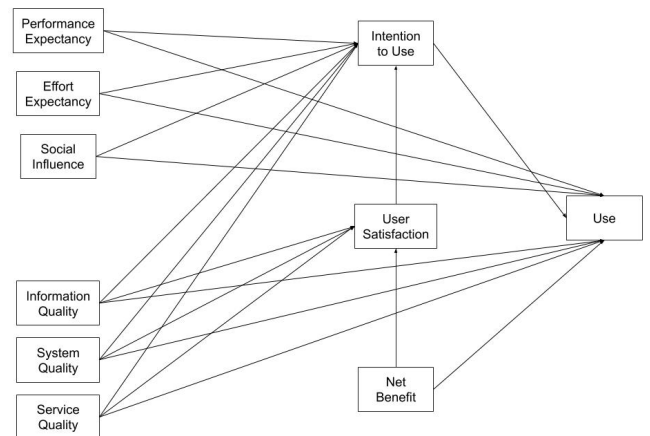 Performance
Expectancy
Intention
to Use
Effort
Expectancy
Social
Influence
User
Satisfaction
Use
Information
Quality
System
Quality
Net
Benefit
Service
Quality